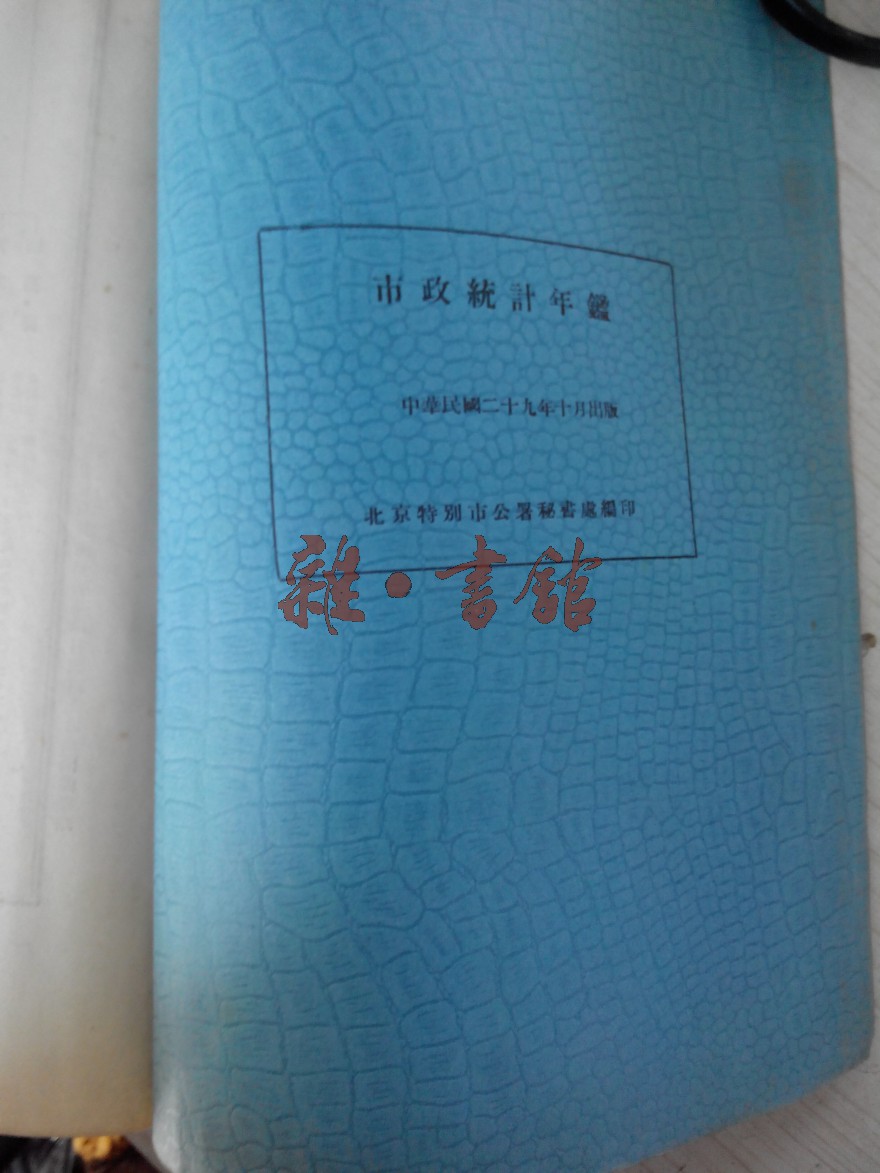 市政統計年鑑
中華民國二十九年十月出版
北京特別市公署秘書處編印
雜·書館